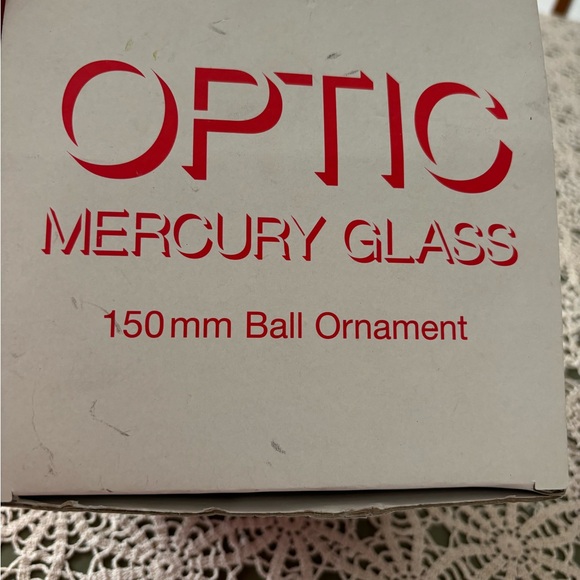 OPTIC
MERCURY GLASS
150mm Ball Ornament